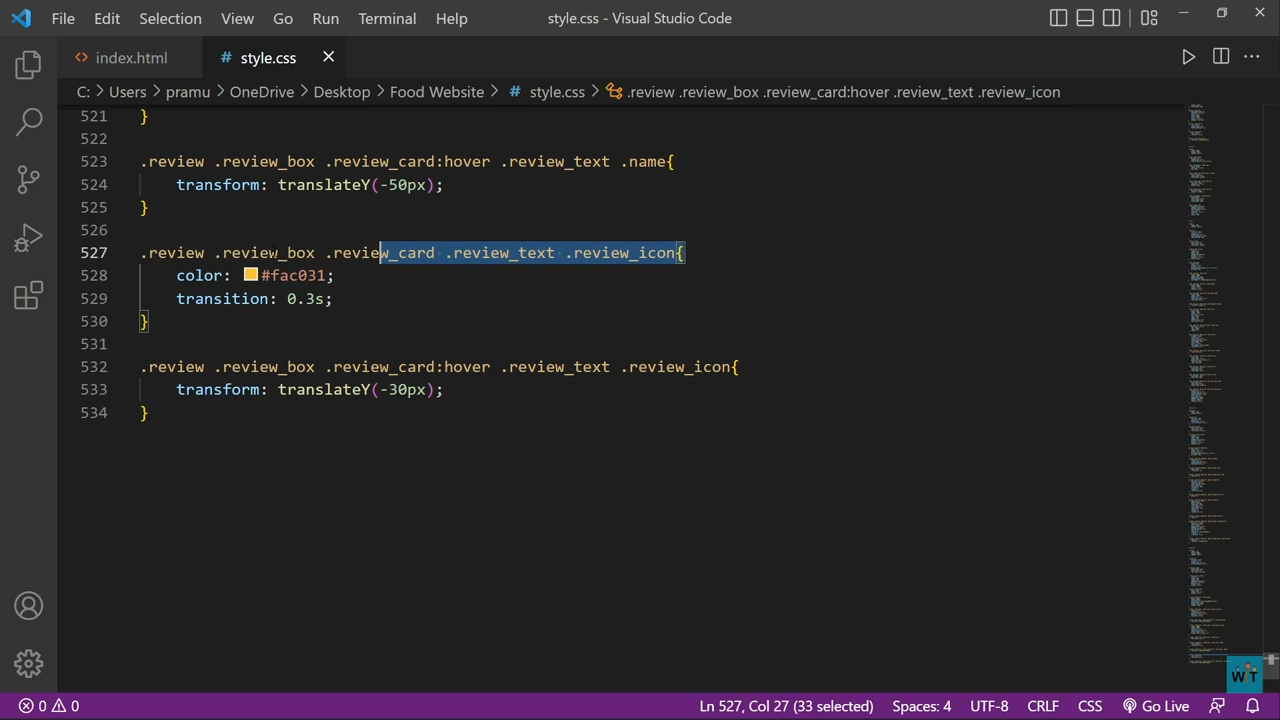 File Edit Selection View Go Run Terminal Help style.css - Visual Studio Code
<> index.html # style.css
C: > Users > pramu > OneDrive > Desktop > Food Website > # style.css > .review .review_box .review_card:hover .review_text .review_icon
521 }
522
523 .review .review_box .review_card:hover .review_text .name{
524 transform: translateY(-50px);
525 }
526
527 .review .review_box .review_card .review_text .review_icon{
528 color: #fac031;
529 transition: 0.3s;
530 }
531
532 .review .review_box .review_card:hover .review_text .review_icon{
533 transform: translateY(-30px);
534 }
WT
0 0 Ln 527, Col 27 (33 selected) Spaces: 4 UTF-8 CRLF CSS Go Live